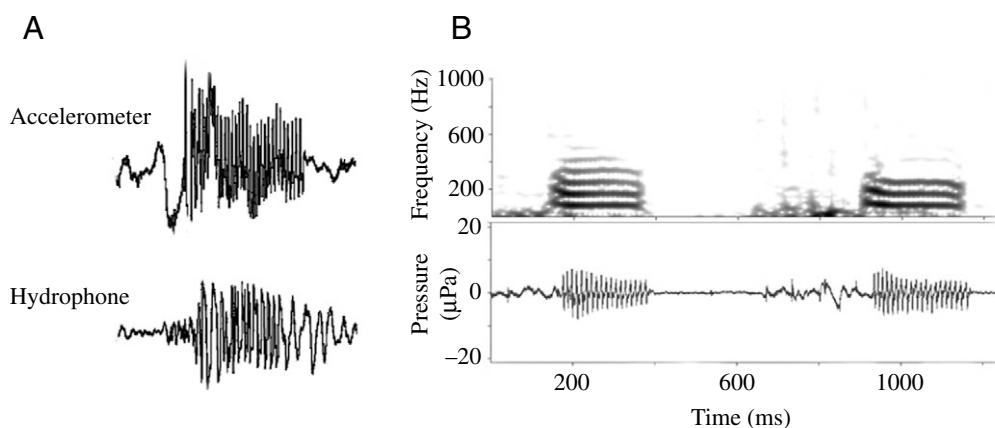 A
Accelerometer
Hydrophone
B
Frequency (Hz)
1000
600
200
Pressure
(µPa)
20
0
–20
200
600
1000
Time (ms)